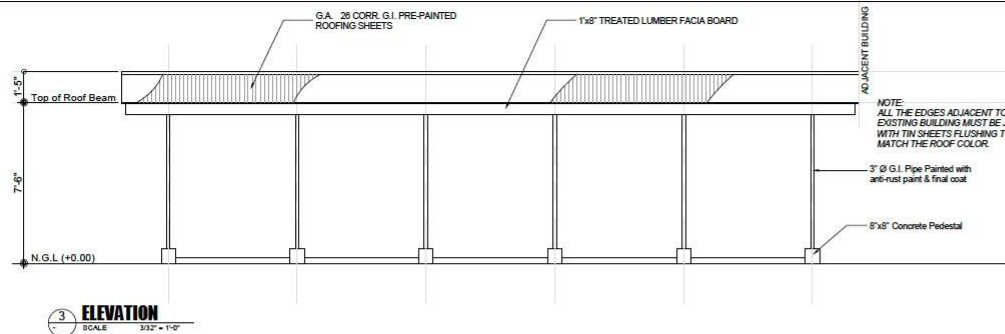 G.A. 26 CORR. G.I. PRE-PAINTED
ROOFING SHEETS
1'x8" TREATED LUMBER FACIA BOARD
ADJACENT BUILDING
1'-5"
Top of Roof Beam
NOTE:
ALL THE EDGES ADJACENT TO
EXISTING BUILDING MUST BE
WITH TIN SHEETS FLUSHING T
MATCH THE ROOF COLOR.
3" Ø G.I. Pipe Painted with
anti-rust paint & final coat
7'-6"
8"x8" Concrete Pedestal
N.G.L (+0.00)
3
-
ELEVATION
SCALE 3/32" = 1'-0"